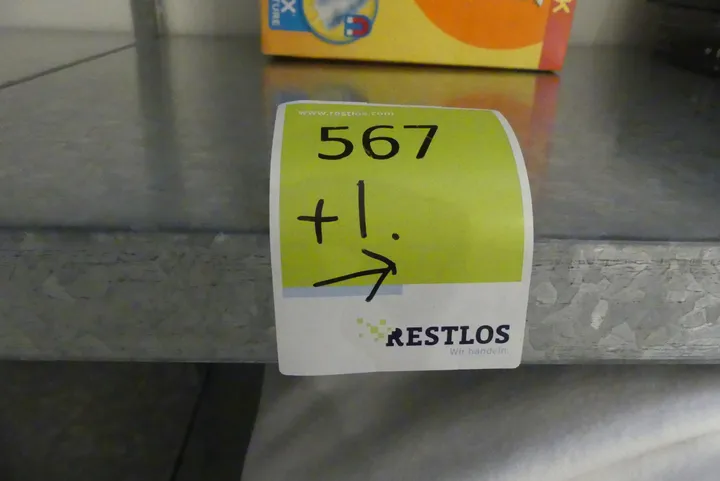 www.restlos.com
567
+1.
→
RESTLOS
Wir handeln.